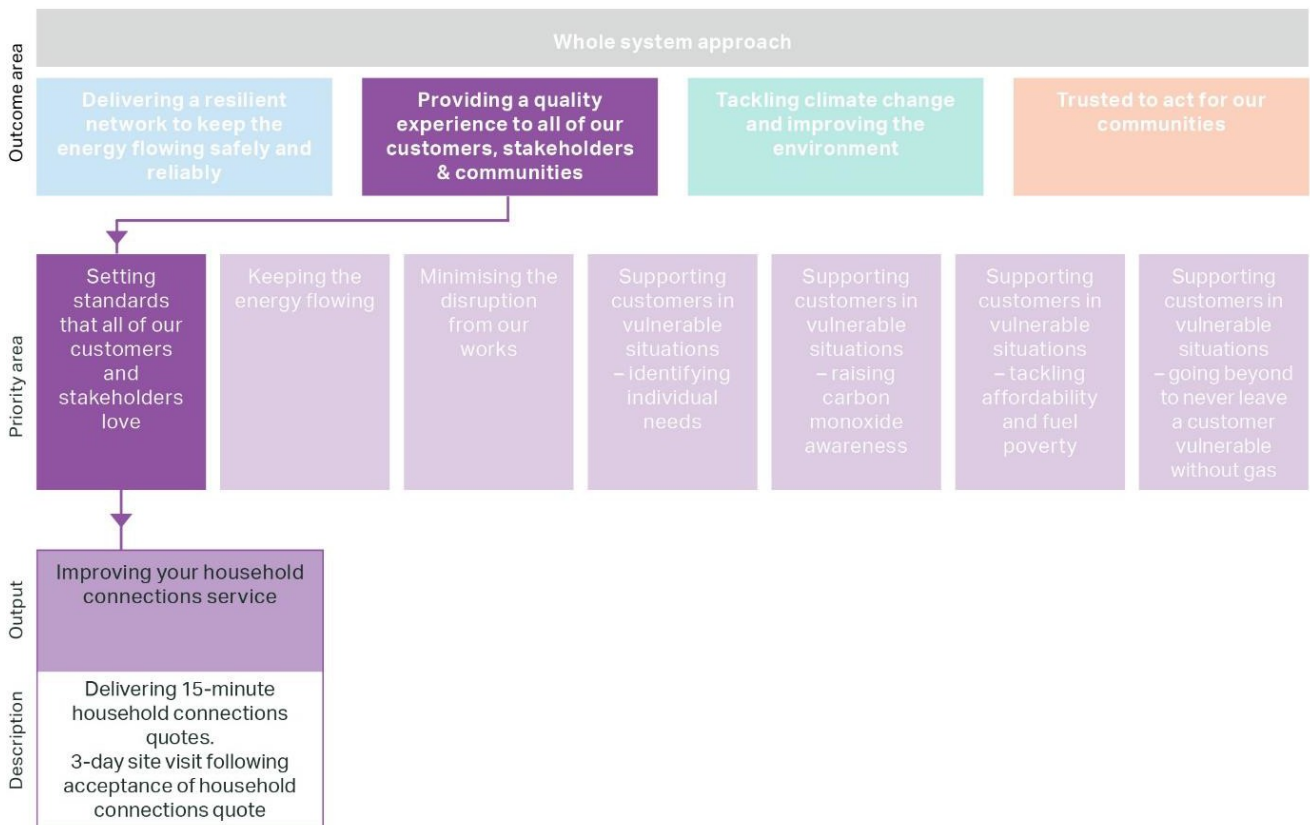 Outcome area
Whole system approach
Delivering a resilient
network to keep the
energy flowing safely and
reliably
Providing a quality
experience to all of our
customers, stakeholders
& communities
Tackling climate change
and improving the
environment
Trusted to act for our
communities
Priority area
Setting
standards
that all of our
customers
and
stakeholders
love
Keeping the
energy flowing
Minimising the
disruption
from our
works
Supporting
customers in
vulnerable
situations
– identifying
individual
needs
Supporting
customers in
vulnerable
situations
– raising
carbon
monoxide
awareness
Supporting
customers in
vulnerable
situations
– tackling
affordability
and fuel
poverty
Supporting
customers in
vulnerable
situations
– going beyond
to never leave
a customer
vulnerable
without gas
Output
Improving your household
connections service
Description
Delivering 15-minute
household connections
quotes.
3-day site visit following
acceptance of household
connections quote